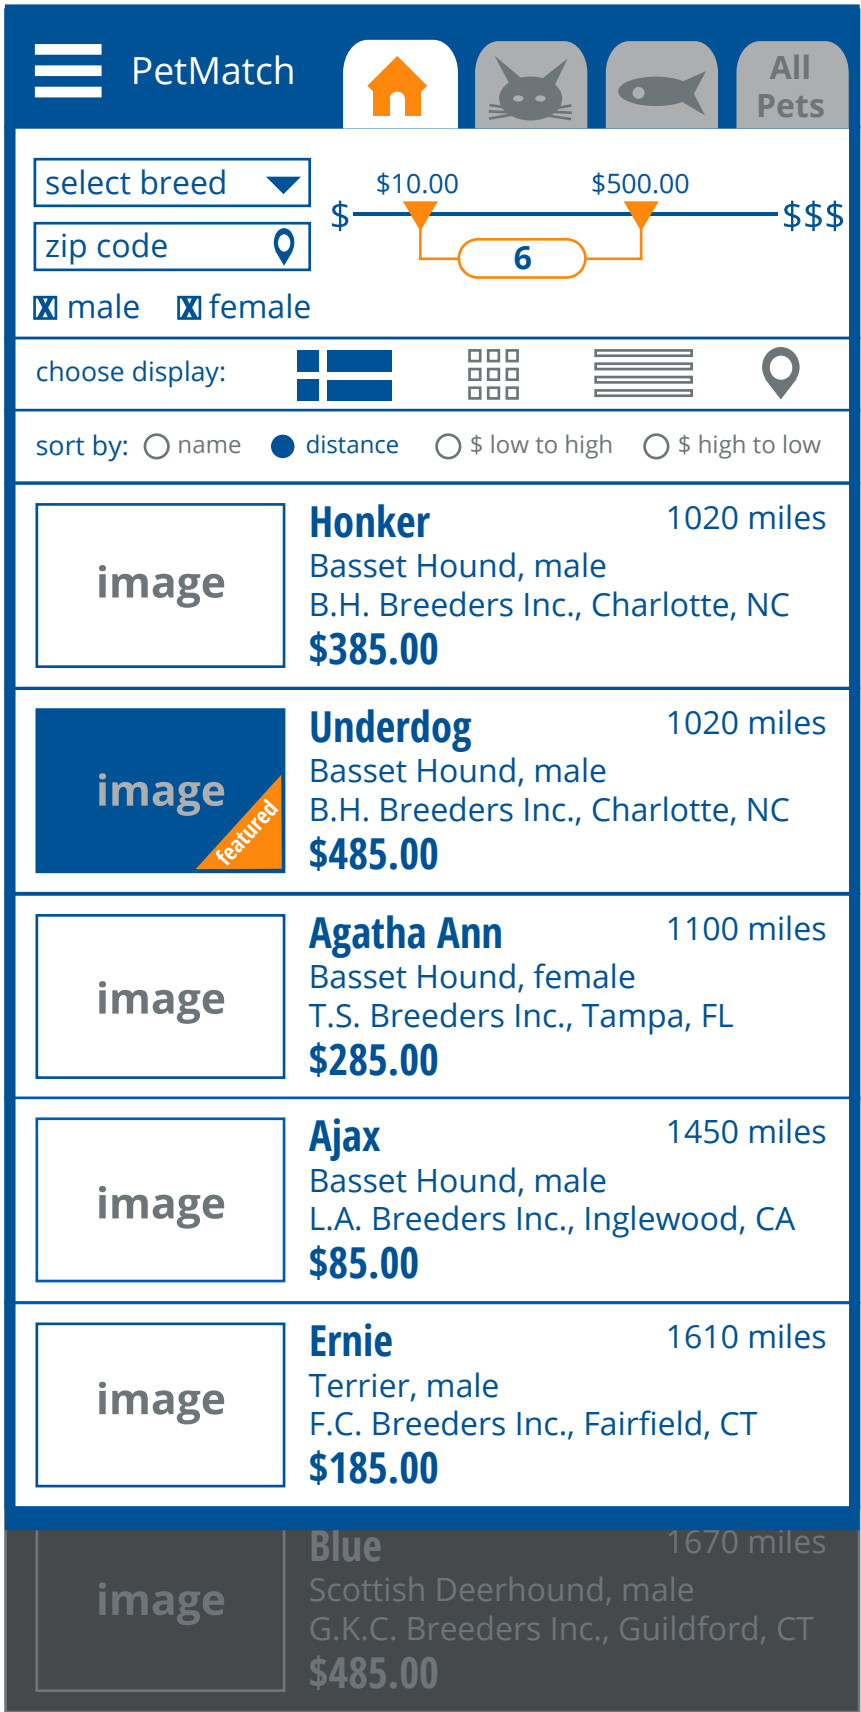 PetMatch
All
Pets
select breed
$10.00
$500.00
$
$$$
zip code
6
X male
X female
choose display:
sort by:
name
distance
$ low to high
$ high to low
image
Honker
1020 miles
Basset Hound, male
B.H. Breeders Inc., Charlotte, NC
$385.00
image
featured
Underdog
1020 miles
Basset Hound, male
B.H. Breeders Inc., Charlotte, NC
$485.00
image
Agatha Ann
1100 miles
Basset Hound, female
T.S. Breeders Inc., Tampa, FL
$285.00
image
Ajax
1450 miles
Basset Hound, male
L.A. Breeders Inc., Inglewood, CA
$85.00
image
Ernie
1610 miles
Terrier, male
F.C. Breeders Inc., Fairfield, CT
$185.00
image
Blue
1670 miles
Scottish Deerhound, male
G.K.C. Breeders Inc., Guildford, CT
$485.00